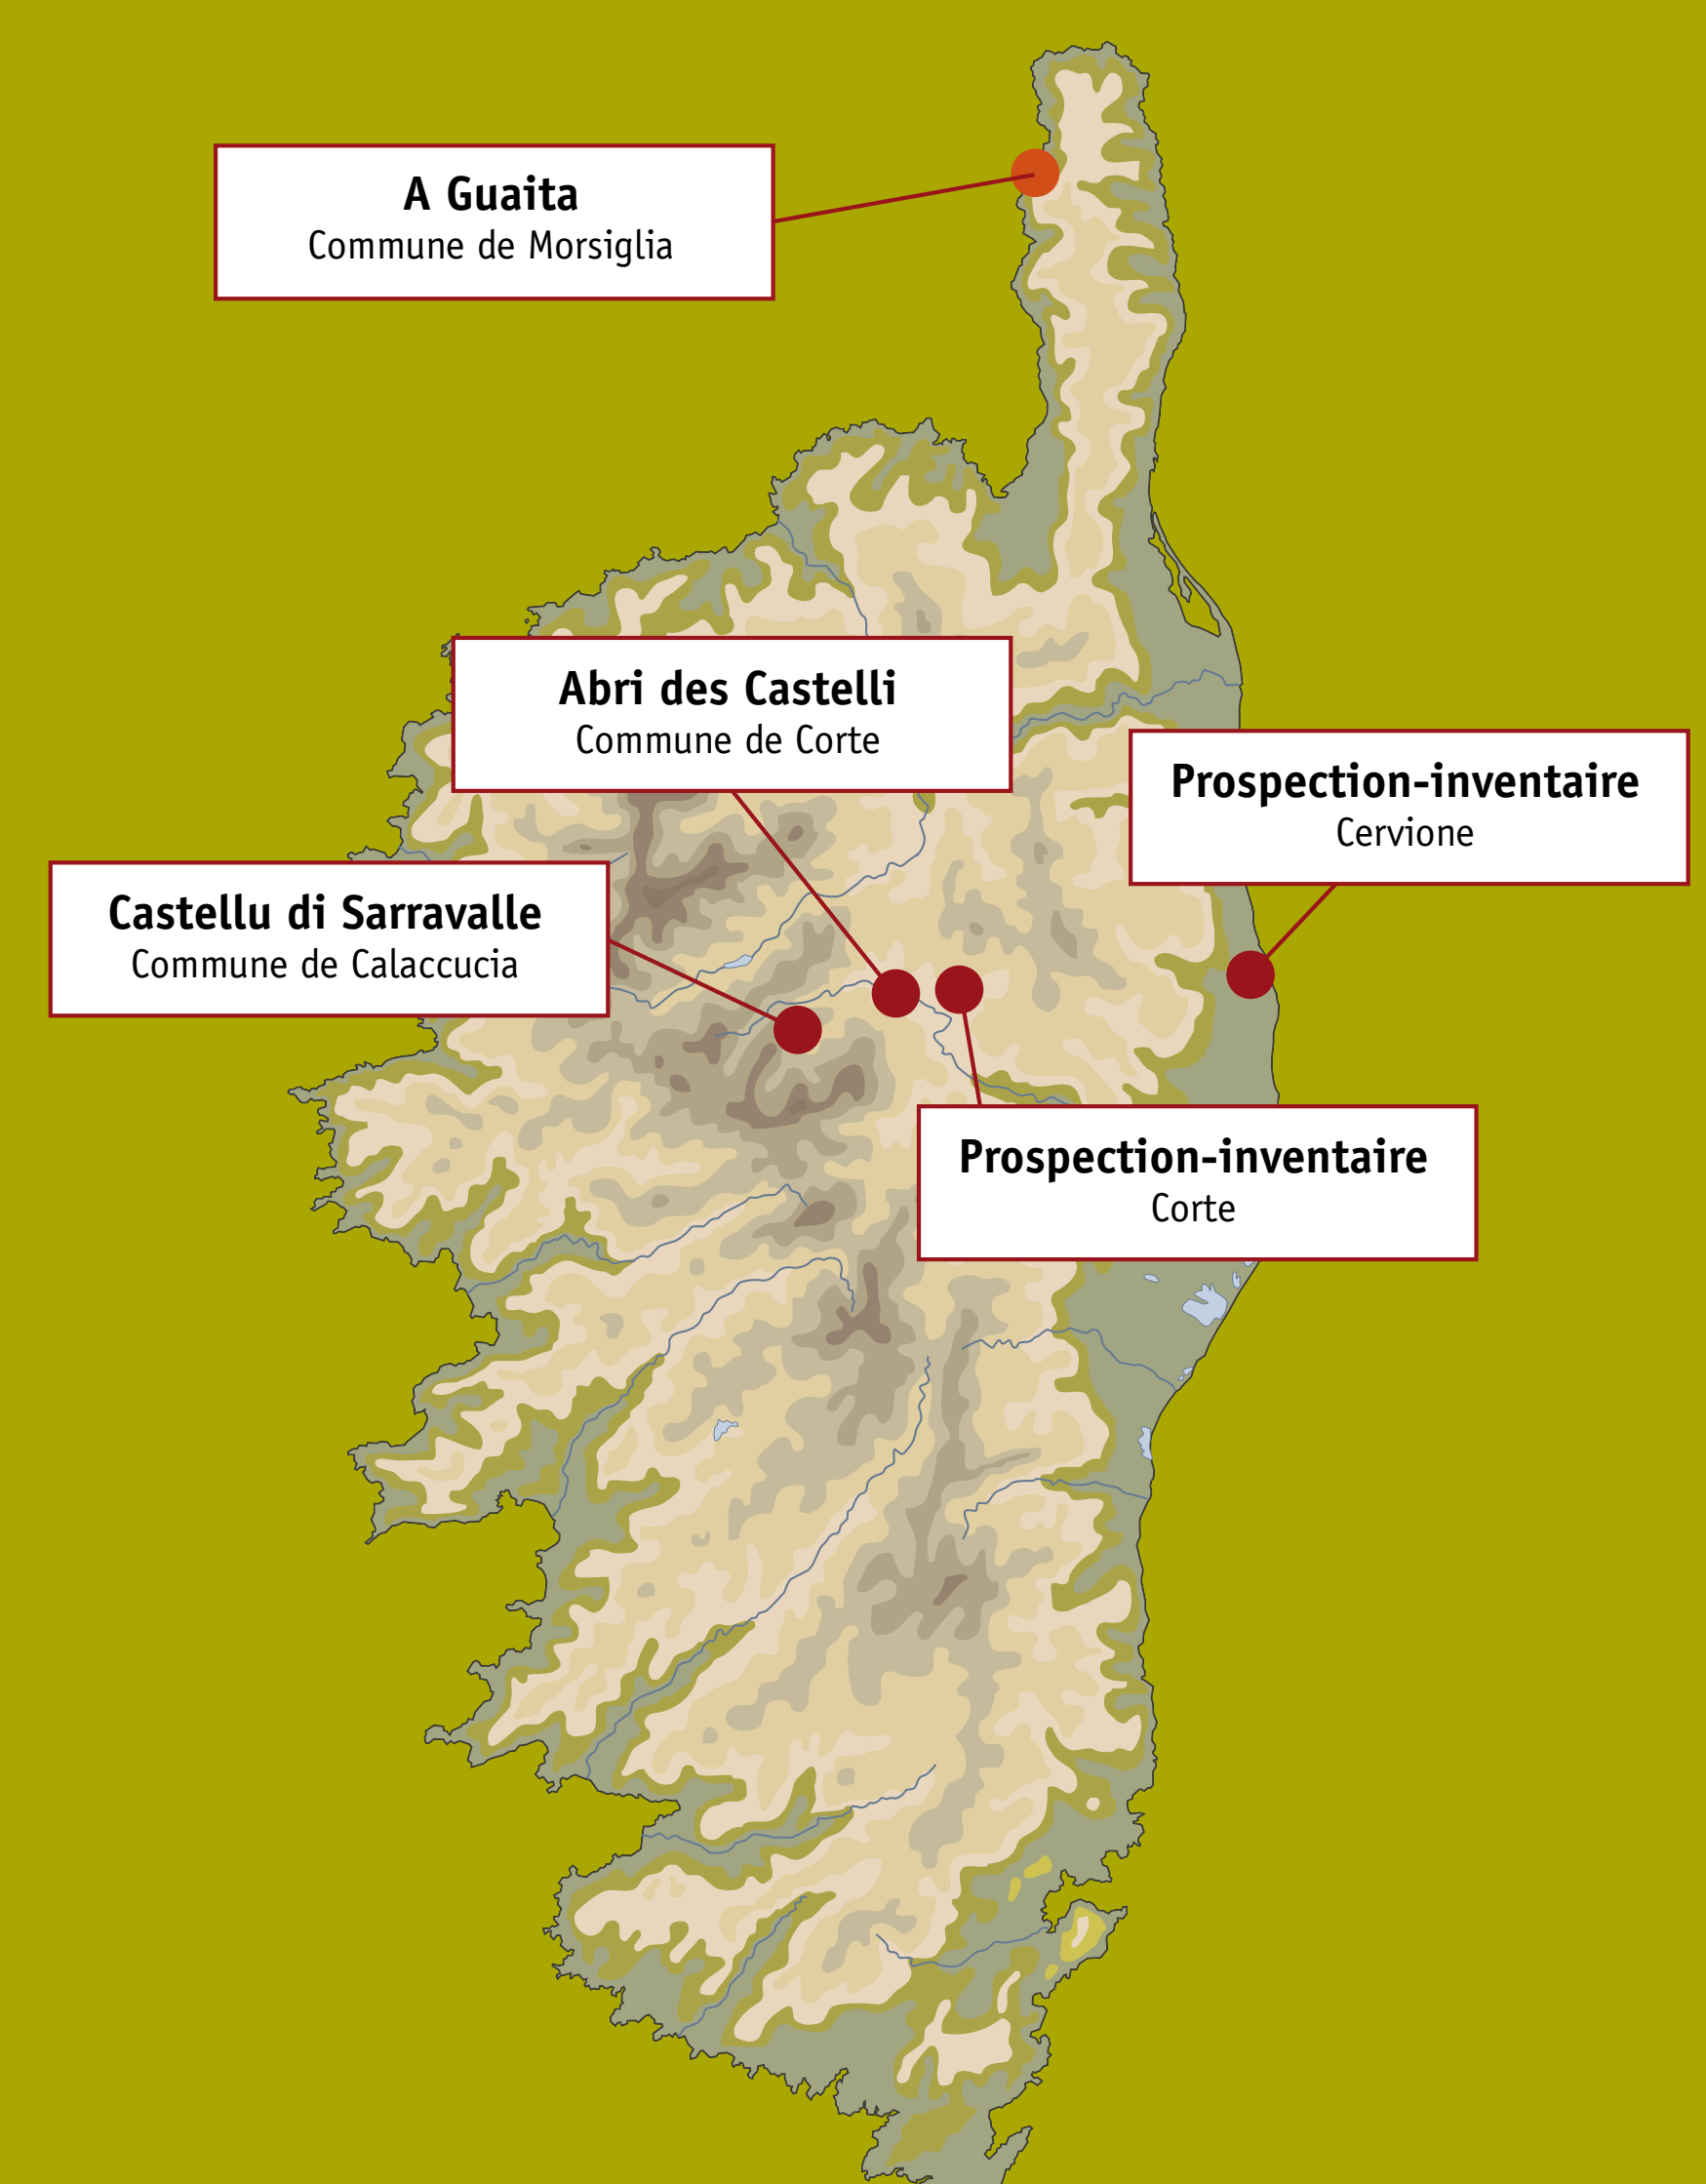 A Guaita
Commune de Morsiglia
Abri des Castelli
Commune de Corte
Prospection-inventaire
Cervione
Castellu di Sarravalle
Commune de Calaccucia
Prospection-inventaire
Corte